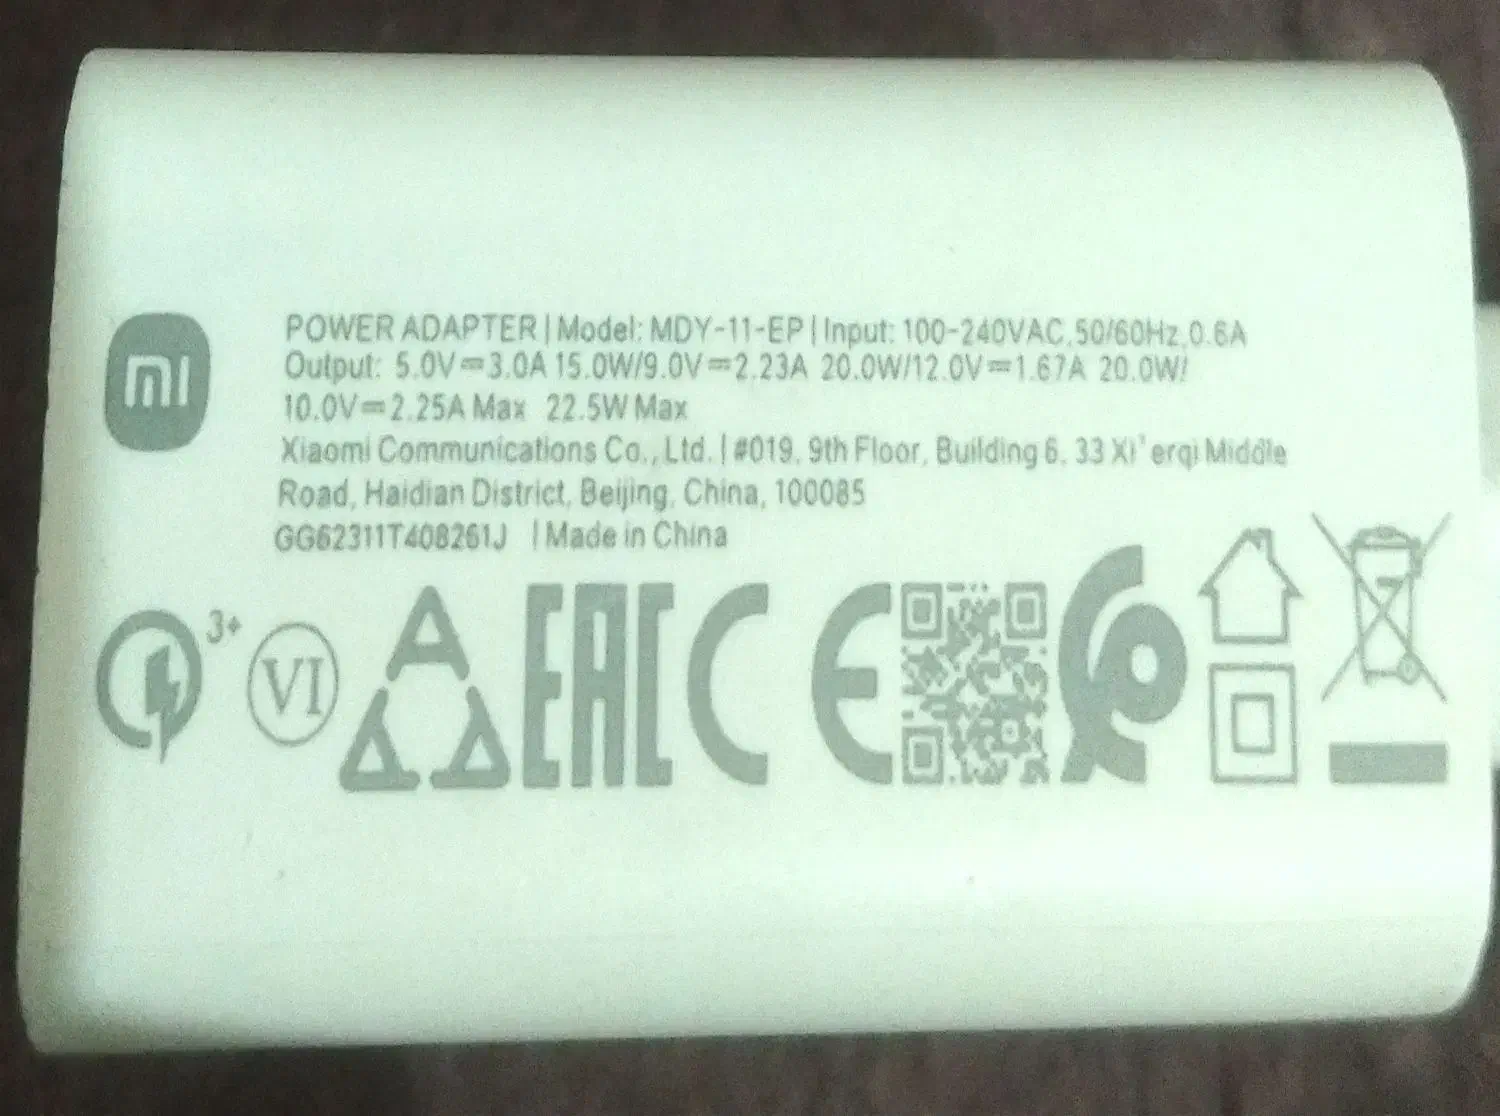 mi
POWER ADAPTER | Model: MDY-11-EP | Input: 100-240VAC, 50/60Hz, 0.6A
Output: 5.0V⎓3.0A 15.0W/9.0V⎓2.23A 20.0W/12.0V⎓1.67A 20.0W/
10.0V⎓2.25A Max 22.5W Max
Xiaomi Communications Co., Ltd. | #019, 9th Floor, Building 6, 33 Xi'erqi Middle
Road, Haidian District, Beijing, China, 100085
GG62311T408261J | Made in China
3+
VI
EAC
CE